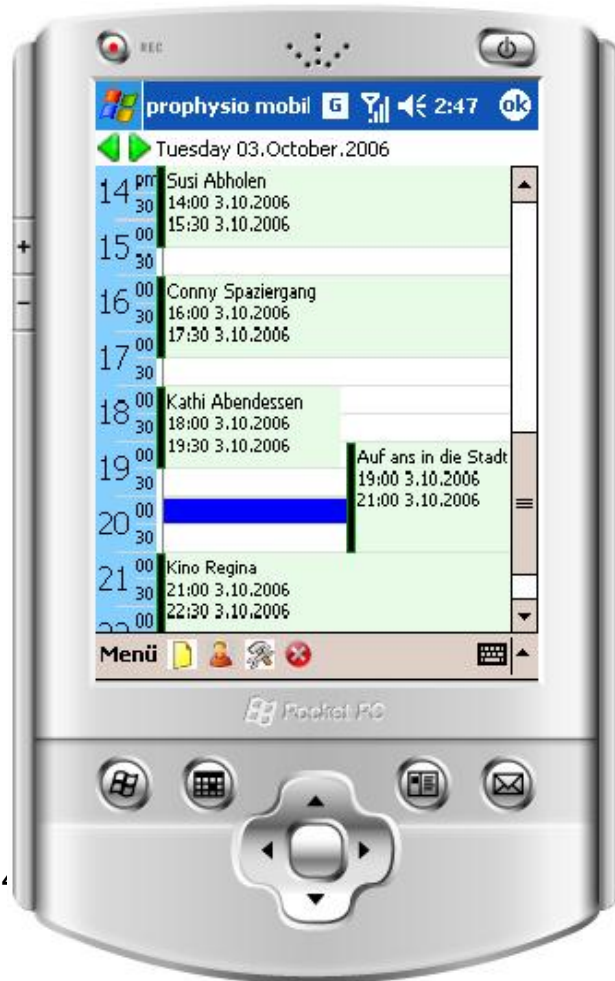 REC
prophysio mobil G 2:47 ok
Tuesday 03.October.2006
14 pm 30
15 00 30
16 00 30
17 00 30
18 00 30
19 00 30
20 00 30
21 00 30
00
Susi Abholen
14:00 3.10.2006
15:30 3.10.2006
Conny Spaziergang
16:00 3.10.2006
17:30 3.10.2006
Kathi Abendessen
18:00 3.10.2006
19:30 3.10.2006
Auf ans in die Stadt
19:00 3.10.2006
21:00 3.10.2006
Kino Regina
21:00 3.10.2006
22:30 3.10.2006
Menü
Pocket PC
+
−